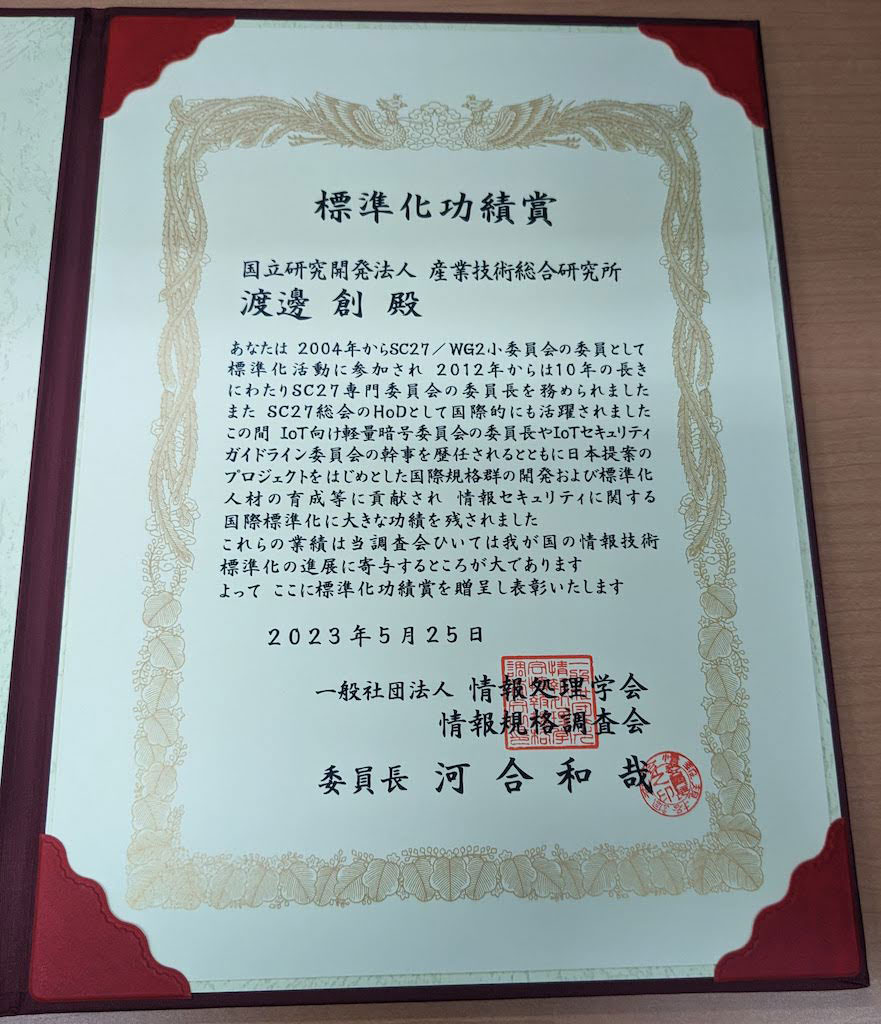 標準化功績賞
国立研究開発法人 産業技術総合研究所
渡邊 創 殿
あなたは 2004年からSC27／WG2小委員会の委員として
標準化活動に参加され 2012年からは10年の長き
にわたりSC27専門委員会の委員長を務められました
また SC27総会のHoDとして国際的にも活躍されました
この間 IoT向け軽量暗号委員会の委員長やIoTセキュリティ
ガイドライン委員会の幹事を歴任されるとともに日本提案の
プロジェクトをはじめとした国際規格群の開発および標準化
人材の育成等に貢献され 情報セキュリティに関する
国際標準化に大きな功績を残されました
これらの業績は当調査会ひいては我が国の情報技術
標準化の進展に寄与するところが大であります
よって ここに標準化功績賞を贈呈し表彰いたします
2023年5月25日
一般社団法人 情報処理学会
情報規格調査会
委員長 河合和哉